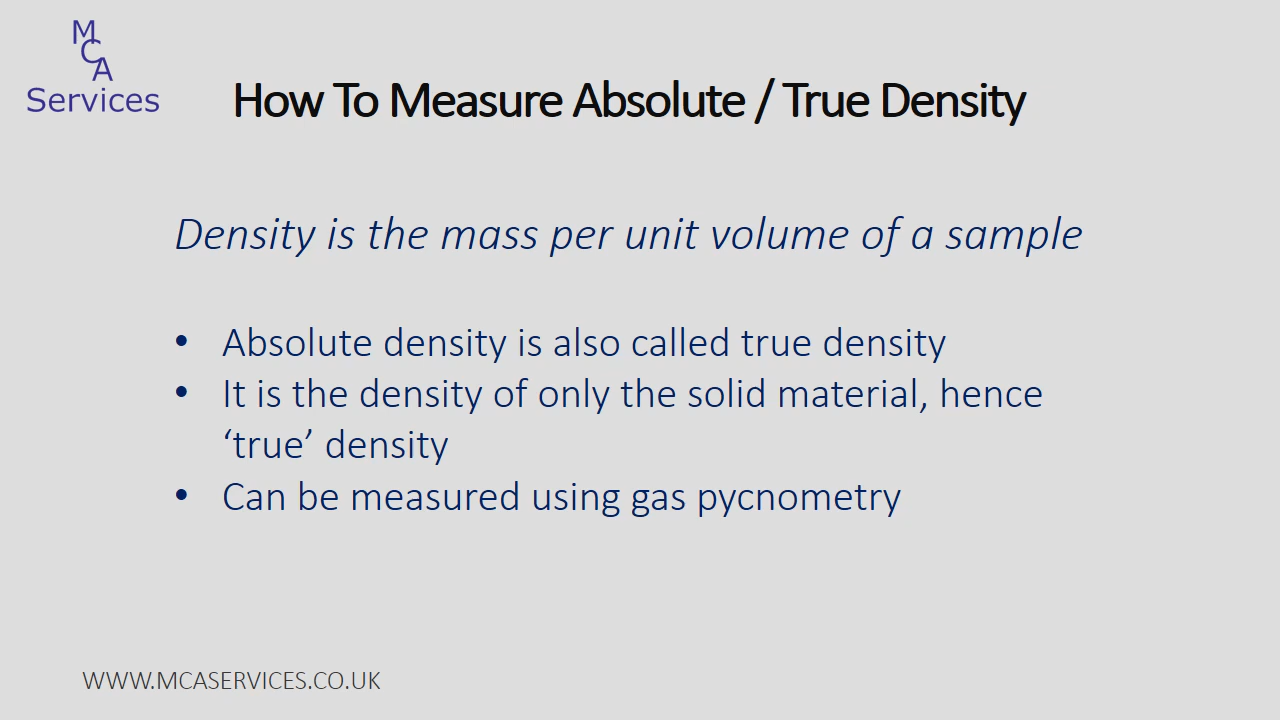 M
C
A
Services
How To Measure Absolute / True Density
Density is the mass per unit volume of a sample
• Absolute density is also called true density
• It is the density of only the solid material, hence
‘true’ density
• Can be measured using gas pycnometry
WWW.MCASERVICES.CO.UK